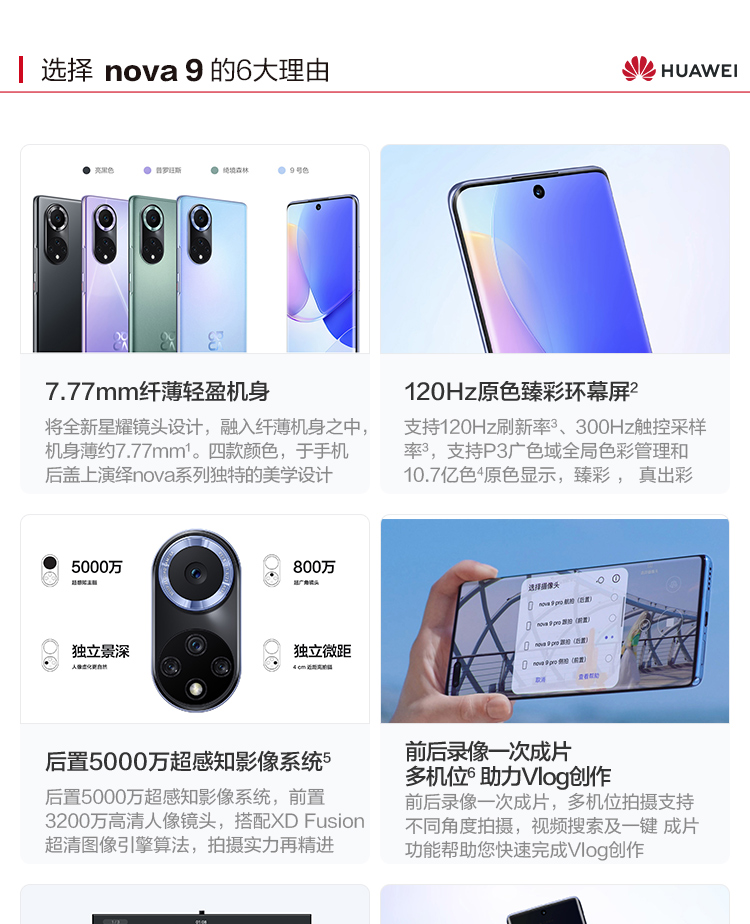 选择 nova 9 的6大理由
HUAWEI
亮黑色
普罗旺斯
绮境森林
9 号色
7.77mm纤薄轻盈机身
将全新星耀镜头设计，融入纤薄机身之中，
机身薄约7.77mm¹。四款颜色，于手机
后盖上演绎nova系列独特的美学设计
120Hz原色臻彩环幕屏²
支持120Hz刷新率³、300Hz触控采样
率³，支持P3广色域全局色彩管理和
10.7亿色⁴原色显示，臻彩 ， 真出彩
5000万
超感知主摄
800万
超广角镜头
独立景深
人像虚化更自然
独立微距
4 cm 近距离拍摄
后置5000万超感知影像系统⁵
后置5000万超感知影像系统，前置
3200万高清人像镜头，搭配XD Fusion
超清图像引擎算法，拍摄实力再精进
选择摄像头
nova 9 pro 航拍（后置）
nova 9 pro 跟拍（前置）
nova 9 pro 跟拍（后置）
nova 9 pro 侧拍（前置）
取消
查看帮助
前后录像一次成片
多机位⁶ 助力Vlog创作
前后录像一次成片，多机位拍摄支持
不同角度拍摄，视频搜索及一键 成片
功能帮助您快速完成Vlog创作